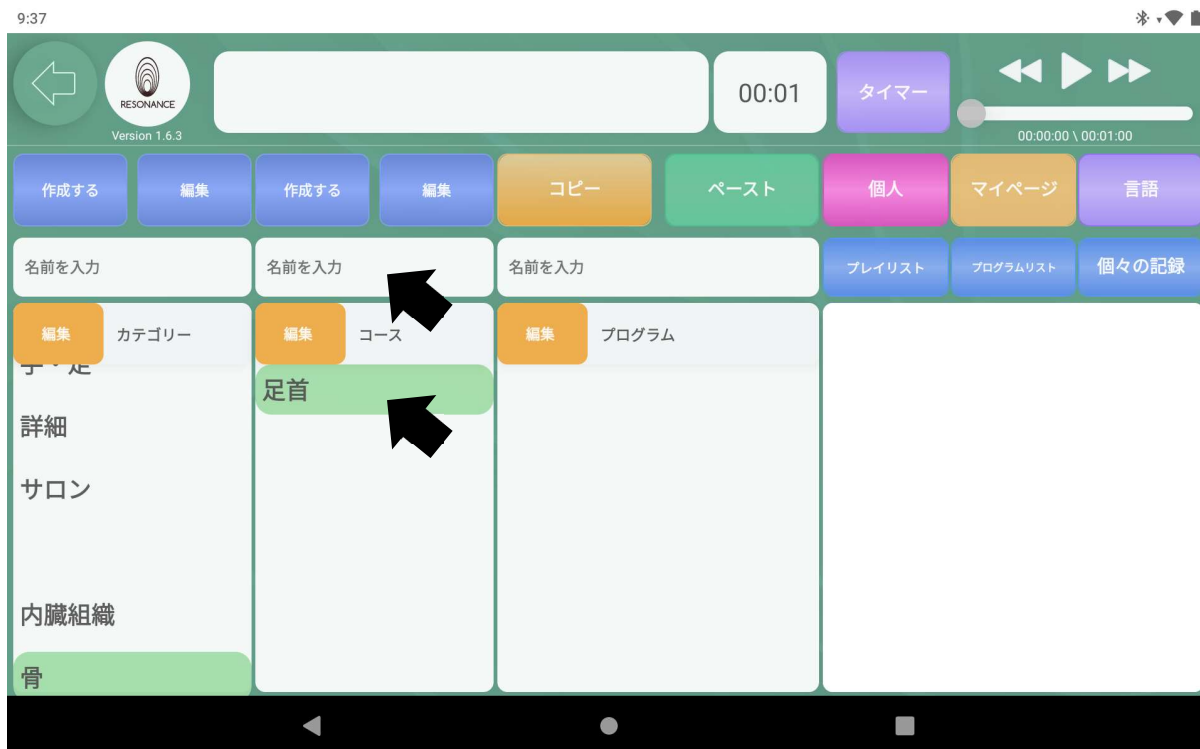 9:37
RESONANCE
Version 1.6.3
00:01
タイマー
00:00:00 \ 00:01:00
作成する 編集 作成する 編集 コピー ペースト 個人 マイページ 言語
名前を入力 名前を入力 名前を入力 プレイリスト プログラムリスト 個々の記録
編集 カテゴリー 編集 コース 編集 プログラム
手・足
足首
詳細
サロン
内臓組織
骨